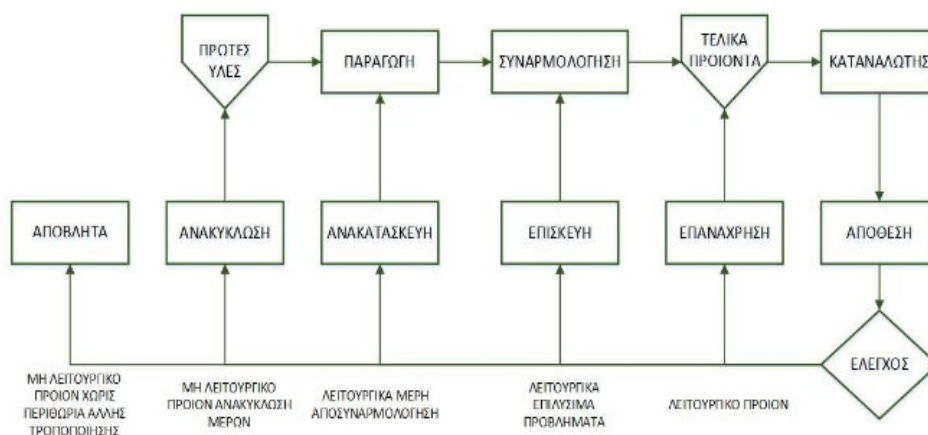 ΠΡΩΤΕΣ
ΥΛΕΣ
ΠΑΡΑΓΩΓΗ
ΣΥΝΑΡΜΟΛΟΓΗΣΗ
ΤΕΛΙΚΑ
ΠΡΟΙΟΝΤΑ
ΚΑΤΑΝΑΛΩΤΗΣ
ΑΠΟΒΛΗΤΑ
ΑΝΑΚΥΚΛΩΣΗ
ΑΝΑΚΑΤΑΣΚΕΥΗ
ΕΠΙΣΚΕΥΗ
ΕΠΑΝΑΧΡΗΣΗ
ΑΠΟΘΕΣΗ
ΕΛΕΓΧΟΣ
ΜΗ ΛΕΙΤΟΥΡΓΙΚΟ
ΠΡΟΙΟΝ ΧΩΡΙΣ
ΠΕΡΙΘΩΡΙΑ ΑΛΛΗΣ
ΤΡΟΠΟΠΟΙΗΣΗΣ
ΜΗ ΛΕΙΤΟΥΡΓΙΚΟ
ΠΡΟΙΟΝ ΑΝΑΚΥΚΛΩΣΗ
ΜΕΡΩΝ
ΛΕΙΤΟΥΡΓΙΚΑ ΜΕΡΗ
ΑΠΟΣΥΝΑΡΜΟΛΟΓΗΣΗ
ΛΕΙΤΟΥΡΓΙΚΑ
ΕΠΙΛΥΣΙΜΑ
ΠΡΟΒΛΗΜΑΤΑ
ΛΕΙΤΟΥΡΓΙΚΟ ΠΡΟΙΟΝ